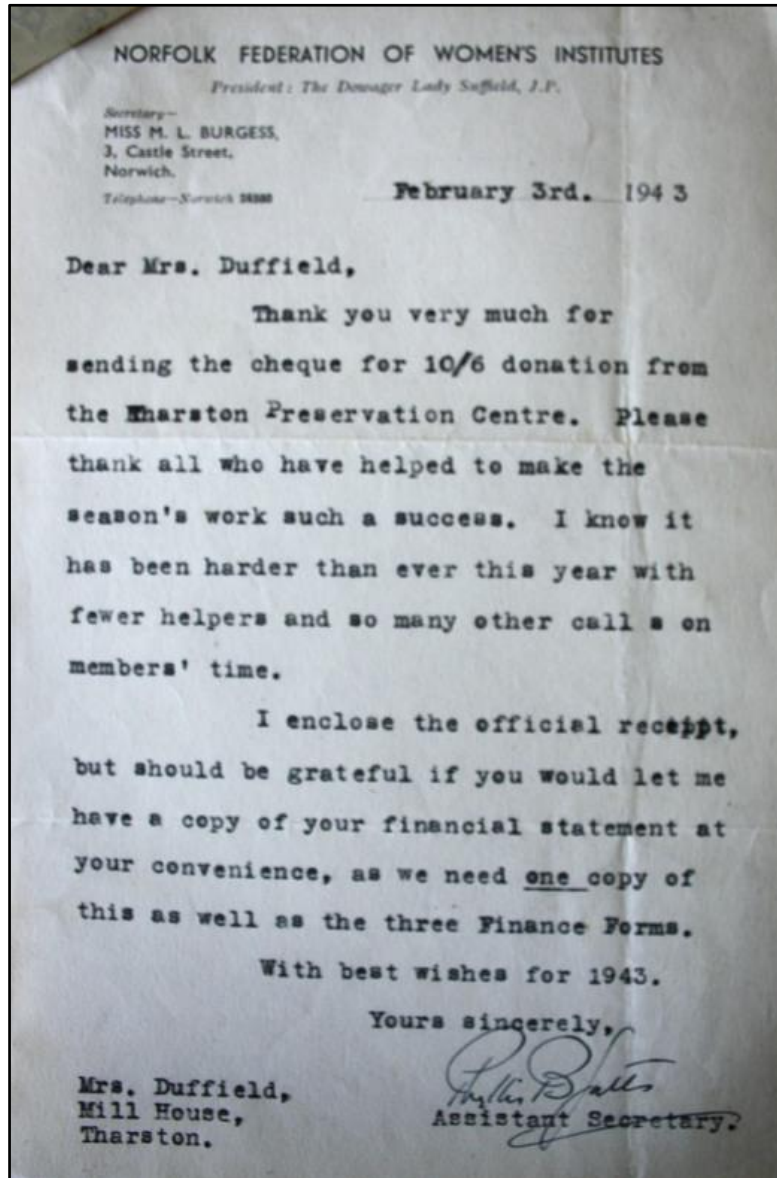 NORFOLK FEDERATION OF WOMEN'S INSTITUTES
President: The Dowager Lady Suffield, J.P.
Secretary—
MISS M. L. BURGESS,
3, Castle Street,
Norwich.
Telephone—Norwich
February 3rd. 1943
Dear Mrs. Duffield,
Thank you very much for
sending the cheque for 10/6 donation from
the Tharston Preservation Centre. Please
thank all who have helped to make the
season's work such a success. I know it
has been harder than ever this year with
fewer helpers and so many other call s on
members' time.
I enclose the official receippt,
but should be grateful if you would let me
have a copy of your financial statement at
your convenience, as we need one copy of
this as well as the three Finance Forms.
With best wishes for 1943.
Yours sincerely,
Phyllis B
Mrs. Duffield,
Mill House,
Tharston.
Assistant Secretary.